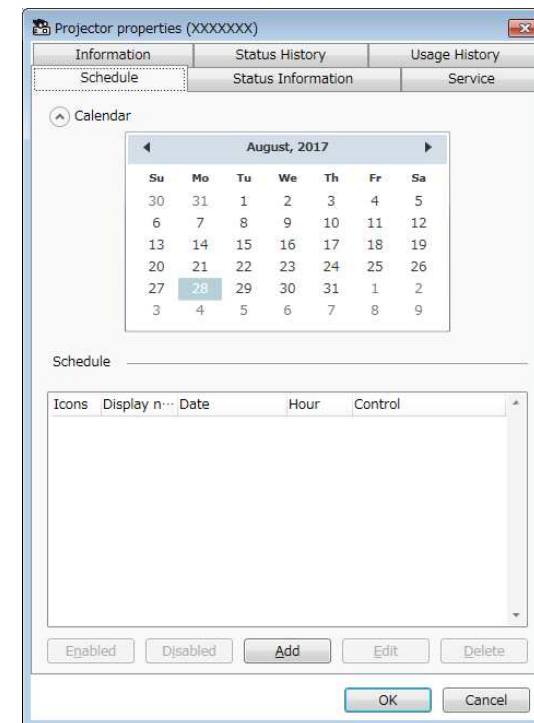 Projector properties (XXXXXXX)
Information Status History Usage History
Schedule Status Information Service
Calendar
August, 2017
Su Mo Tu We Th Fr Sa
30 31 1 2 3 4 5
6 7 8 9 10 11 12
13 14 15 16 17 18 19
20 21 22 23 24 25 26
27 28 29 30 31 1 2
3 4 5 6 7 8 9
Schedule
Icons Display n··· Date Hour Control
Enabled Disabled Add Edit Delete
OK Cancel